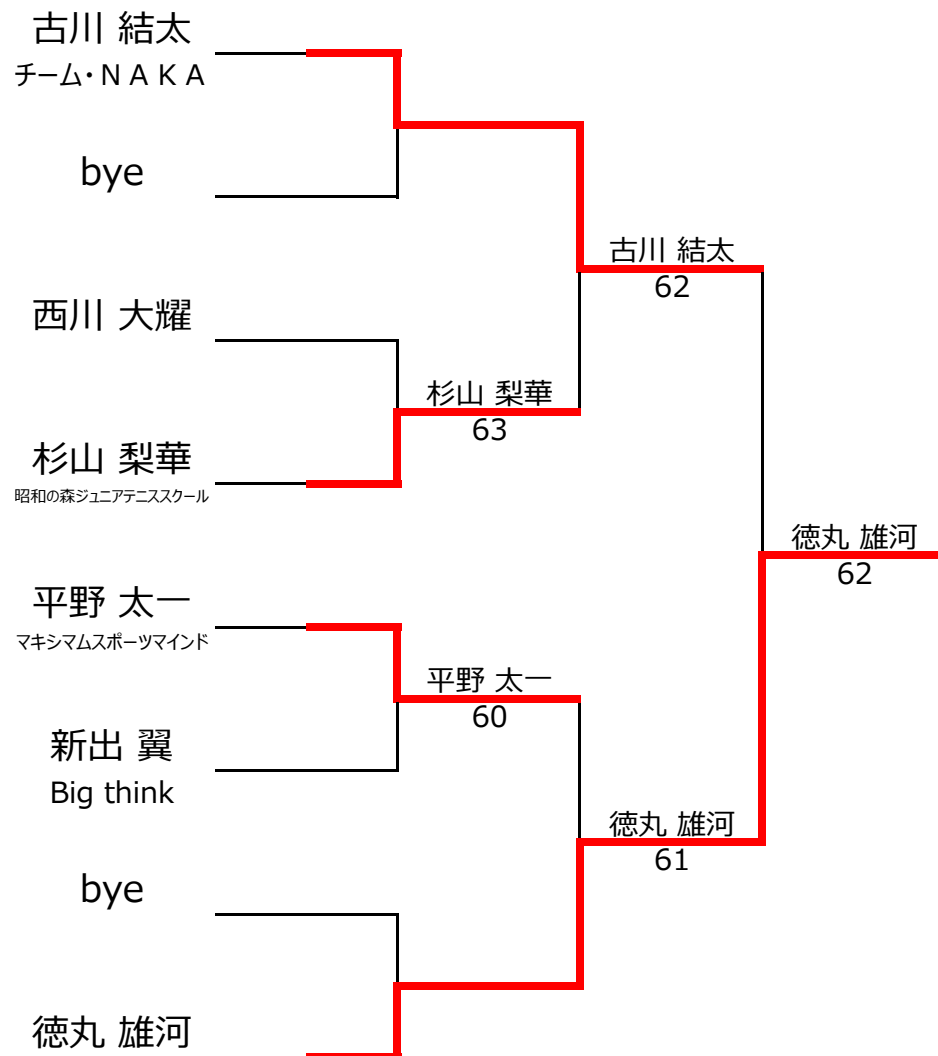 古川 結太
チーム・ＮＡＫＡ
bye
古川 結太
62
西川 大耀
杉山 梨華
63
杉山 梨華
昭和の森ジュニアテニススクール
徳丸 雄河
62
平野 太一
マキシマムスポーツマインド
平野 太一
60
新出 翼
Big think
徳丸 雄河
61
bye
徳丸 雄河